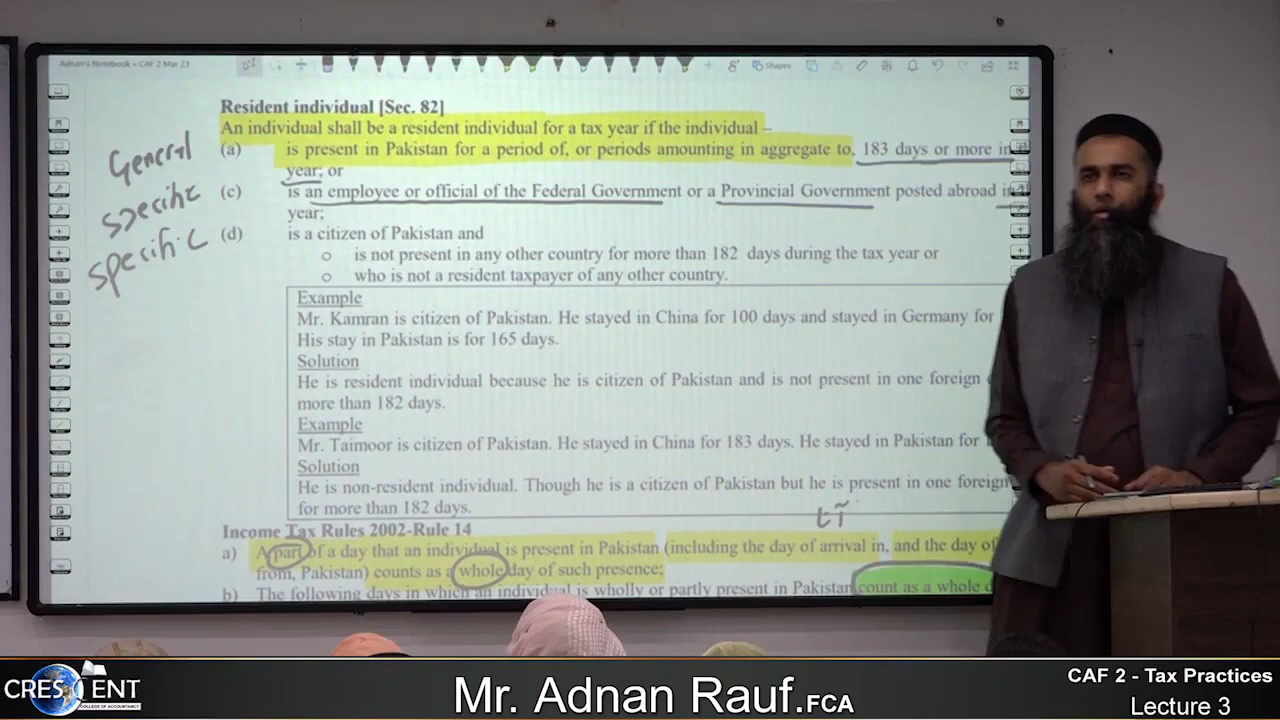 Adnan's Notebook - CAF 2 Mar 23
Shapes
Resident individual [Sec. 82]
An individual shall be a resident individual for a tax year if the individual –
General
(a) is present in Pakistan for a period of, or periods amounting in aggregate to, 183 days or more in
year; or
specific
(c) is an employee or official of the Federal Government or a Provincial Government posted abroad in
year;
specific
(d) is a citizen of Pakistan and
o is not present in any other country for more than 182 days during the tax year or
o who is not a resident taxpayer of any other country.
Example
Mr. Kamran is citizen of Pakistan. He stayed in China for 100 days and stayed in Germany for
His stay in Pakistan is for 165 days.
Solution
He is resident individual because he is citizen of Pakistan and is not present in one foreign
more than 182 days.
Example
Mr. Taimoor is citizen of Pakistan. He stayed in China for 183 days. He stayed in Pakistan for
Solution
He is non-resident individual. Though he is a citizen of Pakistan but he is present in one foreign
for more than 182 days.
Income Tax Rules 2002-Rule 14
a) A part of a day that an individual is present in Pakistan (including the day of arrival in, and the day of
from, Pakistan) counts as a whole day of such presence;
b) The following days in which an individual is wholly or partly present in Pakistan count as a whole
CRESCENT
COLLEGE OF ACCOUNTANCY
Mr. Adnan Rauf.FCA
CAF 2 - Tax Practices
Lecture 3